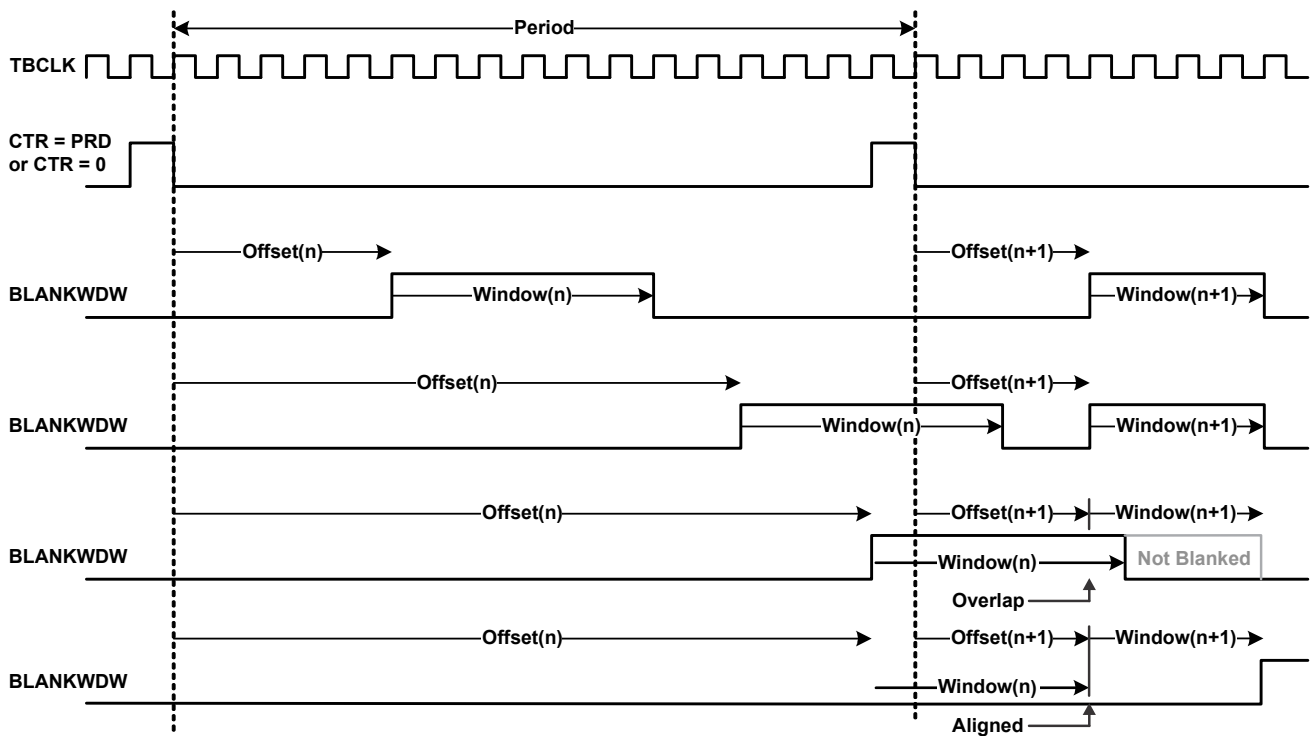 Period
TBCLK
CTR = PRD
or CTR = 0
Offset(n)
Offset(n+1)
BLANKWDW
Window(n)
Window(n+1)
Offset(n)
Offset(n+1)
BLANKWDW
Window(n)
Window(n+1)
Offset(n)
Offset(n+1)
Window(n+1)
BLANKWDW
Window(n)
Not Blanked
Overlap
Offset(n)
Offset(n+1)
Window(n+1)
BLANKWDW
Window(n)
Aligned